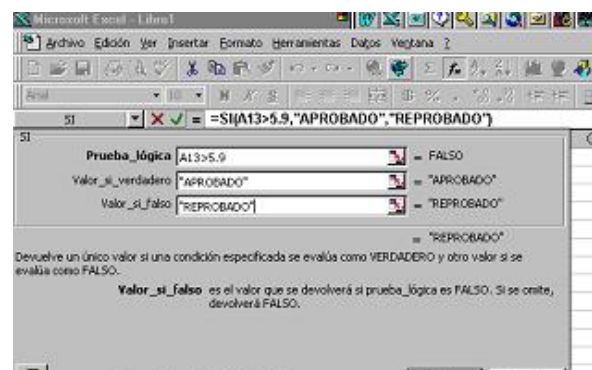 Microsoft Excel - Libro1
Archivo Edición Ver Insertar Formato Herramientas Datos Ventana ?
Arial 10 N K S
SI =SI(A13>5.9,"APROBADO","REPROBADO")
SI
Prueba_lógica A13>5.9 = FALSO
Valor_si_verdadero "APROBADO" = "APROBADO"
Valor_si_falso "REPROBADO" = "REPROBADO"
= "REPROBADO"
Devuelve un único valor si una condición especificada se evalúa como VERDADERO y otro valor si se
evalúa como FALSO.
Valor_si_falso es el valor que se devolverá si prueba_lógica es FALSO. Si se omite,
devolverá FALSO.